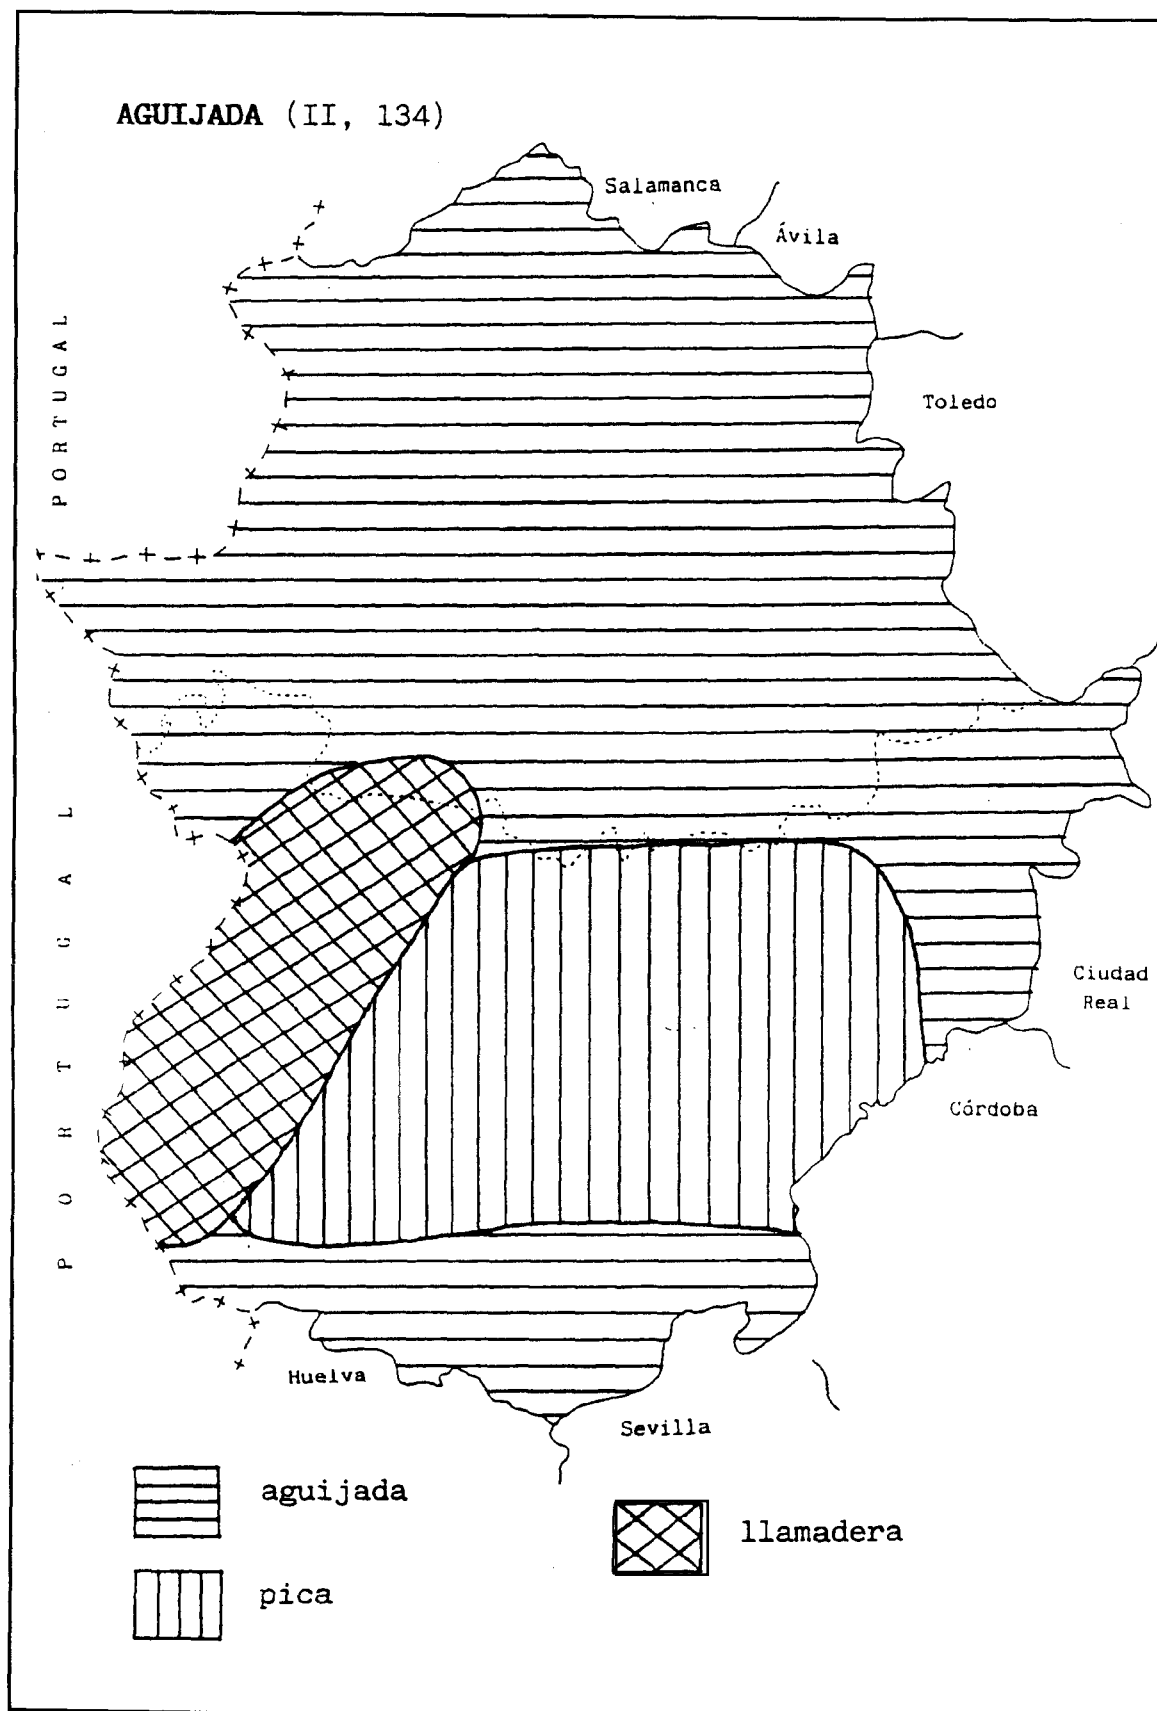 AGUIJADA (II, 134)
Salamanca
Ávila
PORTUGAL
Toledo
PORTUGAL
Ciudad
Real
Córdoba
Huelva
Sevilla
aguijada
llamadera
pica